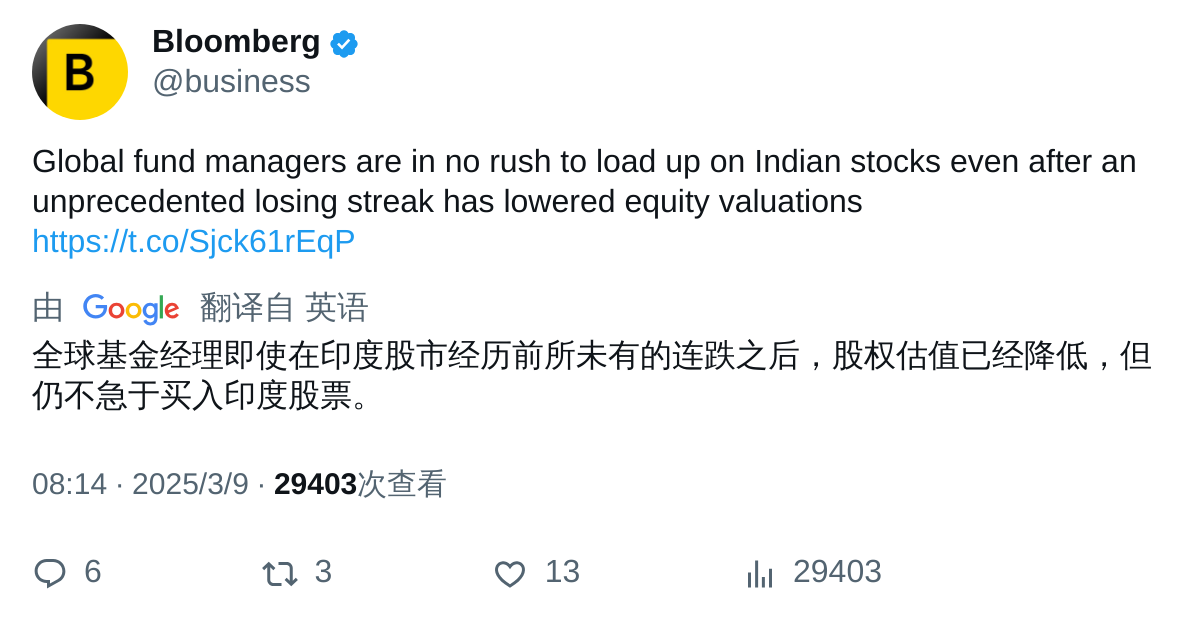 B
Bloomberg
@business
Global fund managers are in no rush to load up on Indian stocks even after an
unprecedented losing streak has lowered equity valuations
https://t.co/Sjck61rEqP
由 Google 翻译自 英语
全球基金经理即使在印度股市经历前所未有的连跌之后，股权估值已经降低，但
仍不急于买入印度股票。
08:14 · 2025/3/9 · 29403次查看
6 3 13 29403